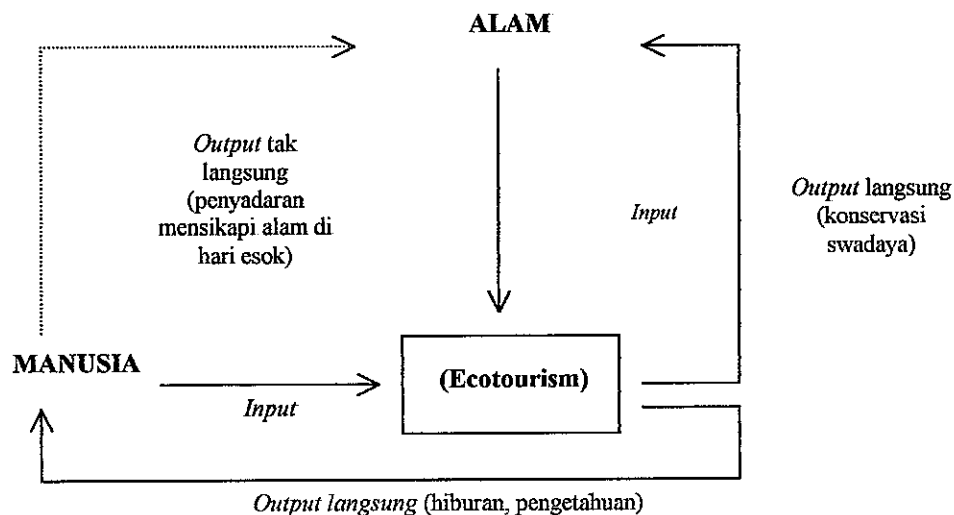 ALAM
Output tak
langsung
(penyadaran
mensikapi alam di
hari esok)
Input
Output langsung
(konservasi
swadaya)
MANUSIA
(Ecotourism)
Input
Output langsung (hiburan, pengetahuan)